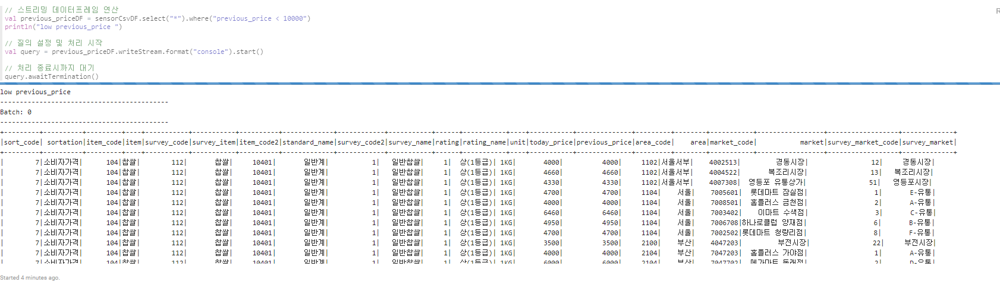 // 스트리밍 데이터프레임 연산
val previous_priceDF = sensorCsvDF.select("*").where("previous_price < 10000")
println("low previous_price ")
// 질의 설정 및 처리 시작
val query = previous_priceDF.writeStream.format("console").start()
// 처리 종료시까지 대기
query.awaitTermination()
low previous_price
-------------------------------------------
Batch: 0
-------------------------------------------
+---------+---------+---------+----+-----------+-----------+----------+-------------+------------+-----------+------+-----------+----+-----------+--------------+---------+--------+-----------+-----------------+------------------+-------------+
|sort_code| sortation|item_code|item|survey_code|survey_item|item_code2|standard_name|survey_code2|survey_name|rating|rating_name|unit|today_price|previous_price|area_code|    area|market_code|           market|survey_market_code|survey_market|
+---------+---------+---------+----+-----------+-----------+----------+-------------+------------+-----------+------+-----------+----+-----------+--------------+---------+--------+-----------+-----------------+------------------+-------------+
|        7|소비자가격|      104|찹쌀|        112|       찹쌀|     10401|       일반계|           1|   일반찹쌀|     1|  상(1등급)| 1KG|       4000|          4000|     1102|서울서부|    4002513|         경동시장|                12|     경동시장|
|        7|소비자가격|      104|찹쌀|        112|       찹쌀|     10401|       일반계|           1|   일반찹쌀|     1|  상(1등급)| 1KG|       4660|          4660|     1102|서울서부|    4004522|       복조리시장|                13|   복조리시장|
|        7|소비자가격|      104|찹쌀|        112|       찹쌀|     10401|       일반계|           1|   일반찹쌀|     1|  상(1등급)| 1KG|       4330|          4330|     1102|서울서부|    4007308|  영등포 유통상가|                51|   영등포시장|
|        7|소비자가격|      104|찹쌀|        112|       찹쌀|     10401|       일반계|           1|   일반찹쌀|     1|  상(1등급)| 1KG|       4700|          4700|     1104|    서울|    7005601|  롯데마트 잠실점|                 1|       E-유통|
|        7|소비자가격|      104|찹쌀|        112|       찹쌀|     10401|       일반계|           1|   일반찹쌀|     1|  상(1등급)| 1KG|       4000|          4000|     1104|    서울|    7008501|  홈플러스 금천점|                 2|       A-유통|
|        7|소비자가격|      104|찹쌀|        112|       찹쌀|     10401|       일반계|           1|   일반찹쌀|     1|  상(1등급)| 1KG|       6460|          6460|     1104|    서울|    7003402|    이마트 수색점|                 3|       C-유통|
|        7|소비자가격|      104|찹쌀|        112|       찹쌀|     10401|       일반계|           1|   일반찹쌀|     1|  상(1등급)| 1KG|       4950|          4950|     1104|    서울|    7006708|하나로클럽 양재점|                 6|       B-유통|
|        7|소비자가격|      104|찹쌀|        112|       찹쌀|     10401|       일반계|           1|   일반찹쌀|     1|  상(1등급)| 1KG|       4700|          4700|     1104|    서울|    7002502|롯데마트 청량리점|                 8|       F-유통|
|        7|소비자가격|      104|찹쌀|        112|       찹쌀|     10401|       일반계|           1|   일반찹쌀|     1|  상(1등급)| 1KG|       3500|          3500|     2100|    부산|    4047203|         부전시장|                22|     부전시장|
|        7|소비자가격|      104|찹쌀|        112|       찹쌀|     10401|       일반계|           1|   일반찹쌀|     1|  상(1등급)| 1KG|       4000|          4000|     2104|    부산|    7047203|  홈플러스 가야점|                 1|       A-유통|
|        7|소비자가격|      104|찹쌀|        112|       찹쌀|     10401|       일반계|           1|   일반찹쌀|     1|  상(1등급)| 1KG|       6000|          6000|     2104|    부산|    7047702|  메가마트 동래점|                 2|       D-유통|
Started 4 minutes ago.